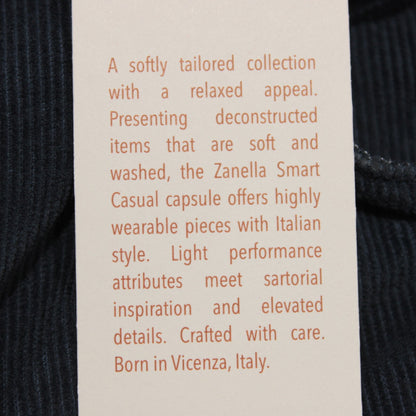 A softly tailored collection
with a relaxed appeal.
Presenting deconstructed
items that are soft and
washed, the Zanella Smart
Casual capsule offers highly
wearable pieces with Italian
style. Light performance
attributes meet sartorial
inspiration and elevated
details. Crafted with care.
Born in Vicenza, Italy.